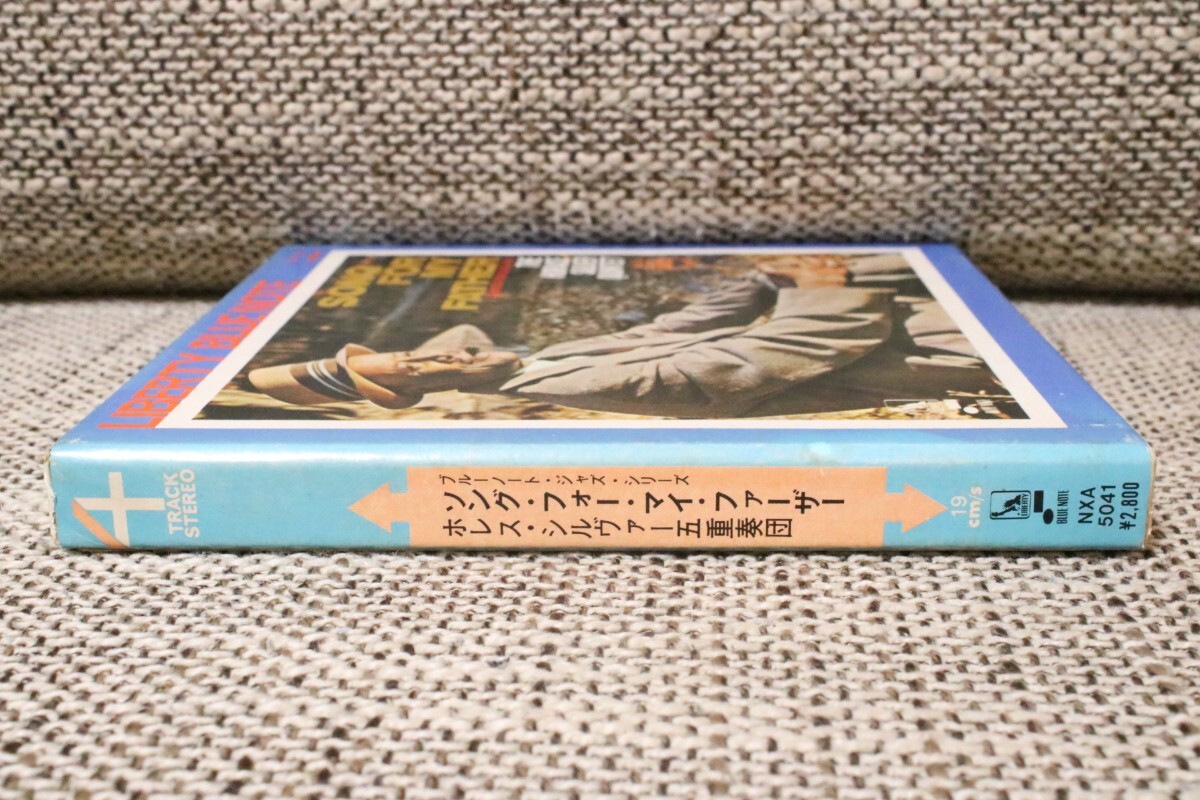 LIBERTY BLUE NOTE
SONG
FOR
MY
FATHER
4
TRACK
STEREO
ブルーノート・ジャズ・シリーズ
ソング・フォー・マイ・ファーザー
ホレス・シルヴァー五重奏団
19
cm/s
LIBERTY
BLUE NOTE
NXA
5041
¥2,800